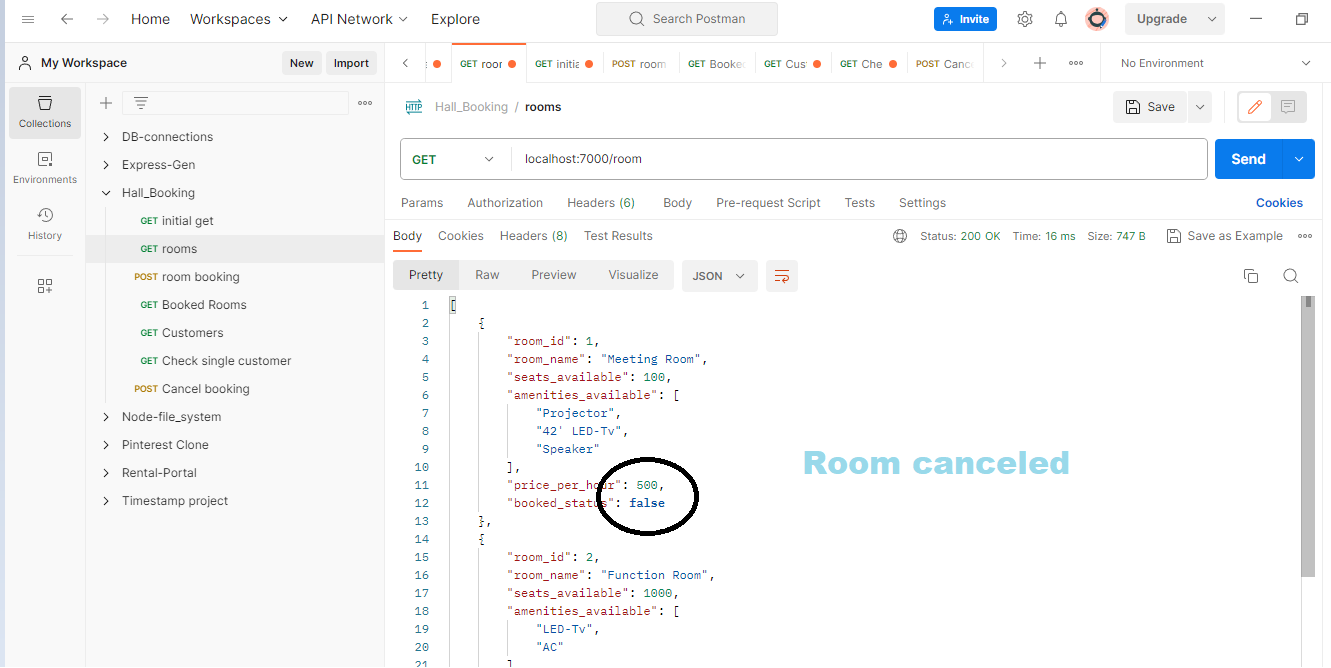 Home Workspaces API Network Explore Search Postman Invite Upgrade
My Workspace New Import GET roor GET initia POST room GET Booke GET Cust GET Che POST Canc No Environment
Collections
Environments
History
DB-connections
Express-Gen
Hall_Booking
GET initial get
GET rooms
POST room booking
GET Booked Rooms
GET Customers
GET Check single customer
POST Cancel booking
Node-file_system
Pinterest Clone
Rental-Portal
Timestamp project
HTTP Hall_Booking / rooms Save
GET localhost:7000/room Send
Params Authorization Headers (6) Body Pre-request Script Tests Settings Cookies
Body Cookies Headers (8) Test Results Status: 200 OK Time: 16 ms Size: 747 B Save as Example
Pretty Raw Preview Visualize JSON
1 [
2 {
3 "room_id": 1,
4 "room_name": "Meeting Room",
5 "seats_available": 100,
6 "amenities_available": [
7 "Projector",
8 "42' LED-Tv",
9 "Speaker"
10 ],
11 "price_per_hour": 500,
12 "booked_status": false
13 },
14 {
15 "room_id": 2,
16 "room_name": "Function Room",
17 "seats_available": 1000,
18 "amenities_available": [
19 "LED-Tv",
20 "AC"
21 ]
Room canceled